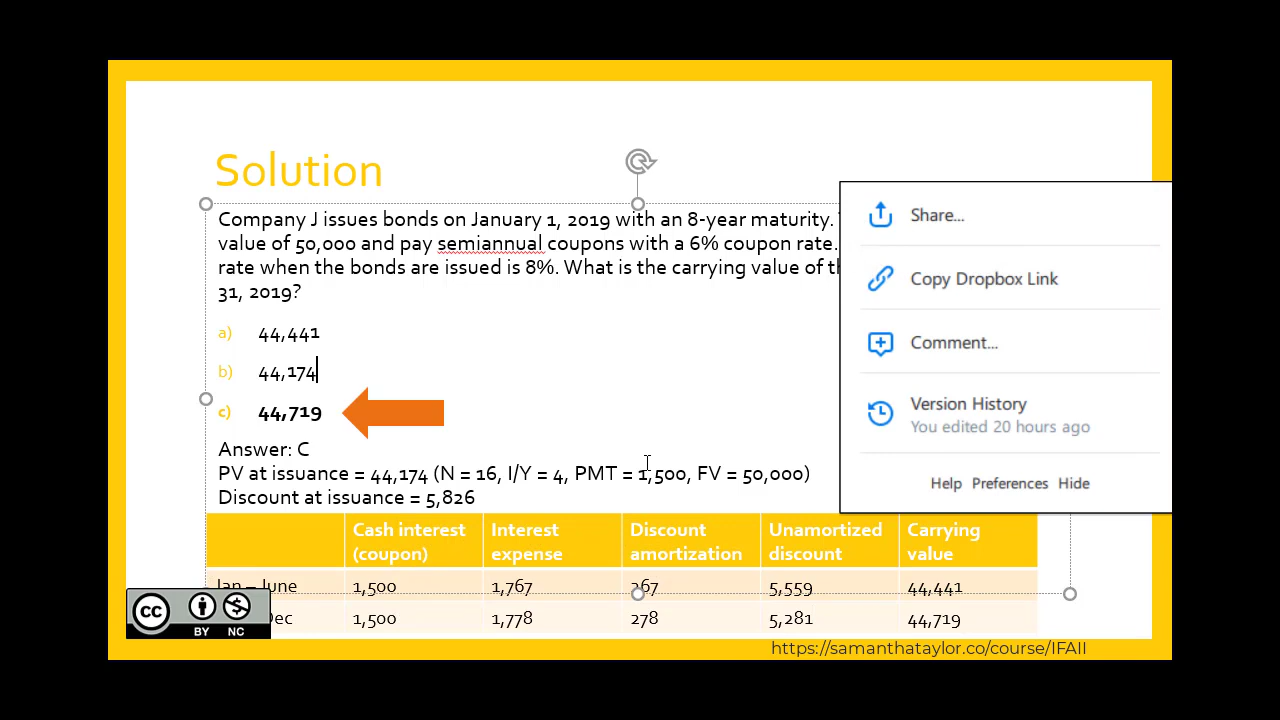 Solution
Company J issues bonds on January 1, 2019 with an 8-year maturity.
value of 50,000 and pay semiannual coupons with a 6% coupon rate.
rate when the bonds are issued is 8%. What is the carrying value of
31, 2019?
a) 44,441
b) 44,174
c) 44,719
Answer: C
PV at issuance = 44,174 (N = 16, I/Y = 4, PMT = 1,500, FV = 50,000)
Discount at issuance = 5,826
Cash interest (coupon)
Interest expense
Discount amortization
Unamortized discount
Carrying value
Jan – June 1,500 1,767 267 5,559 44,441
Dec 1,500 1,778 278 5,281 44,719
Share...
Copy Dropbox Link
Comment...
Version History
You edited 20 hours ago
Help Preferences Hide
CC BY NC
https://samanthataylor.co/course/IFAII